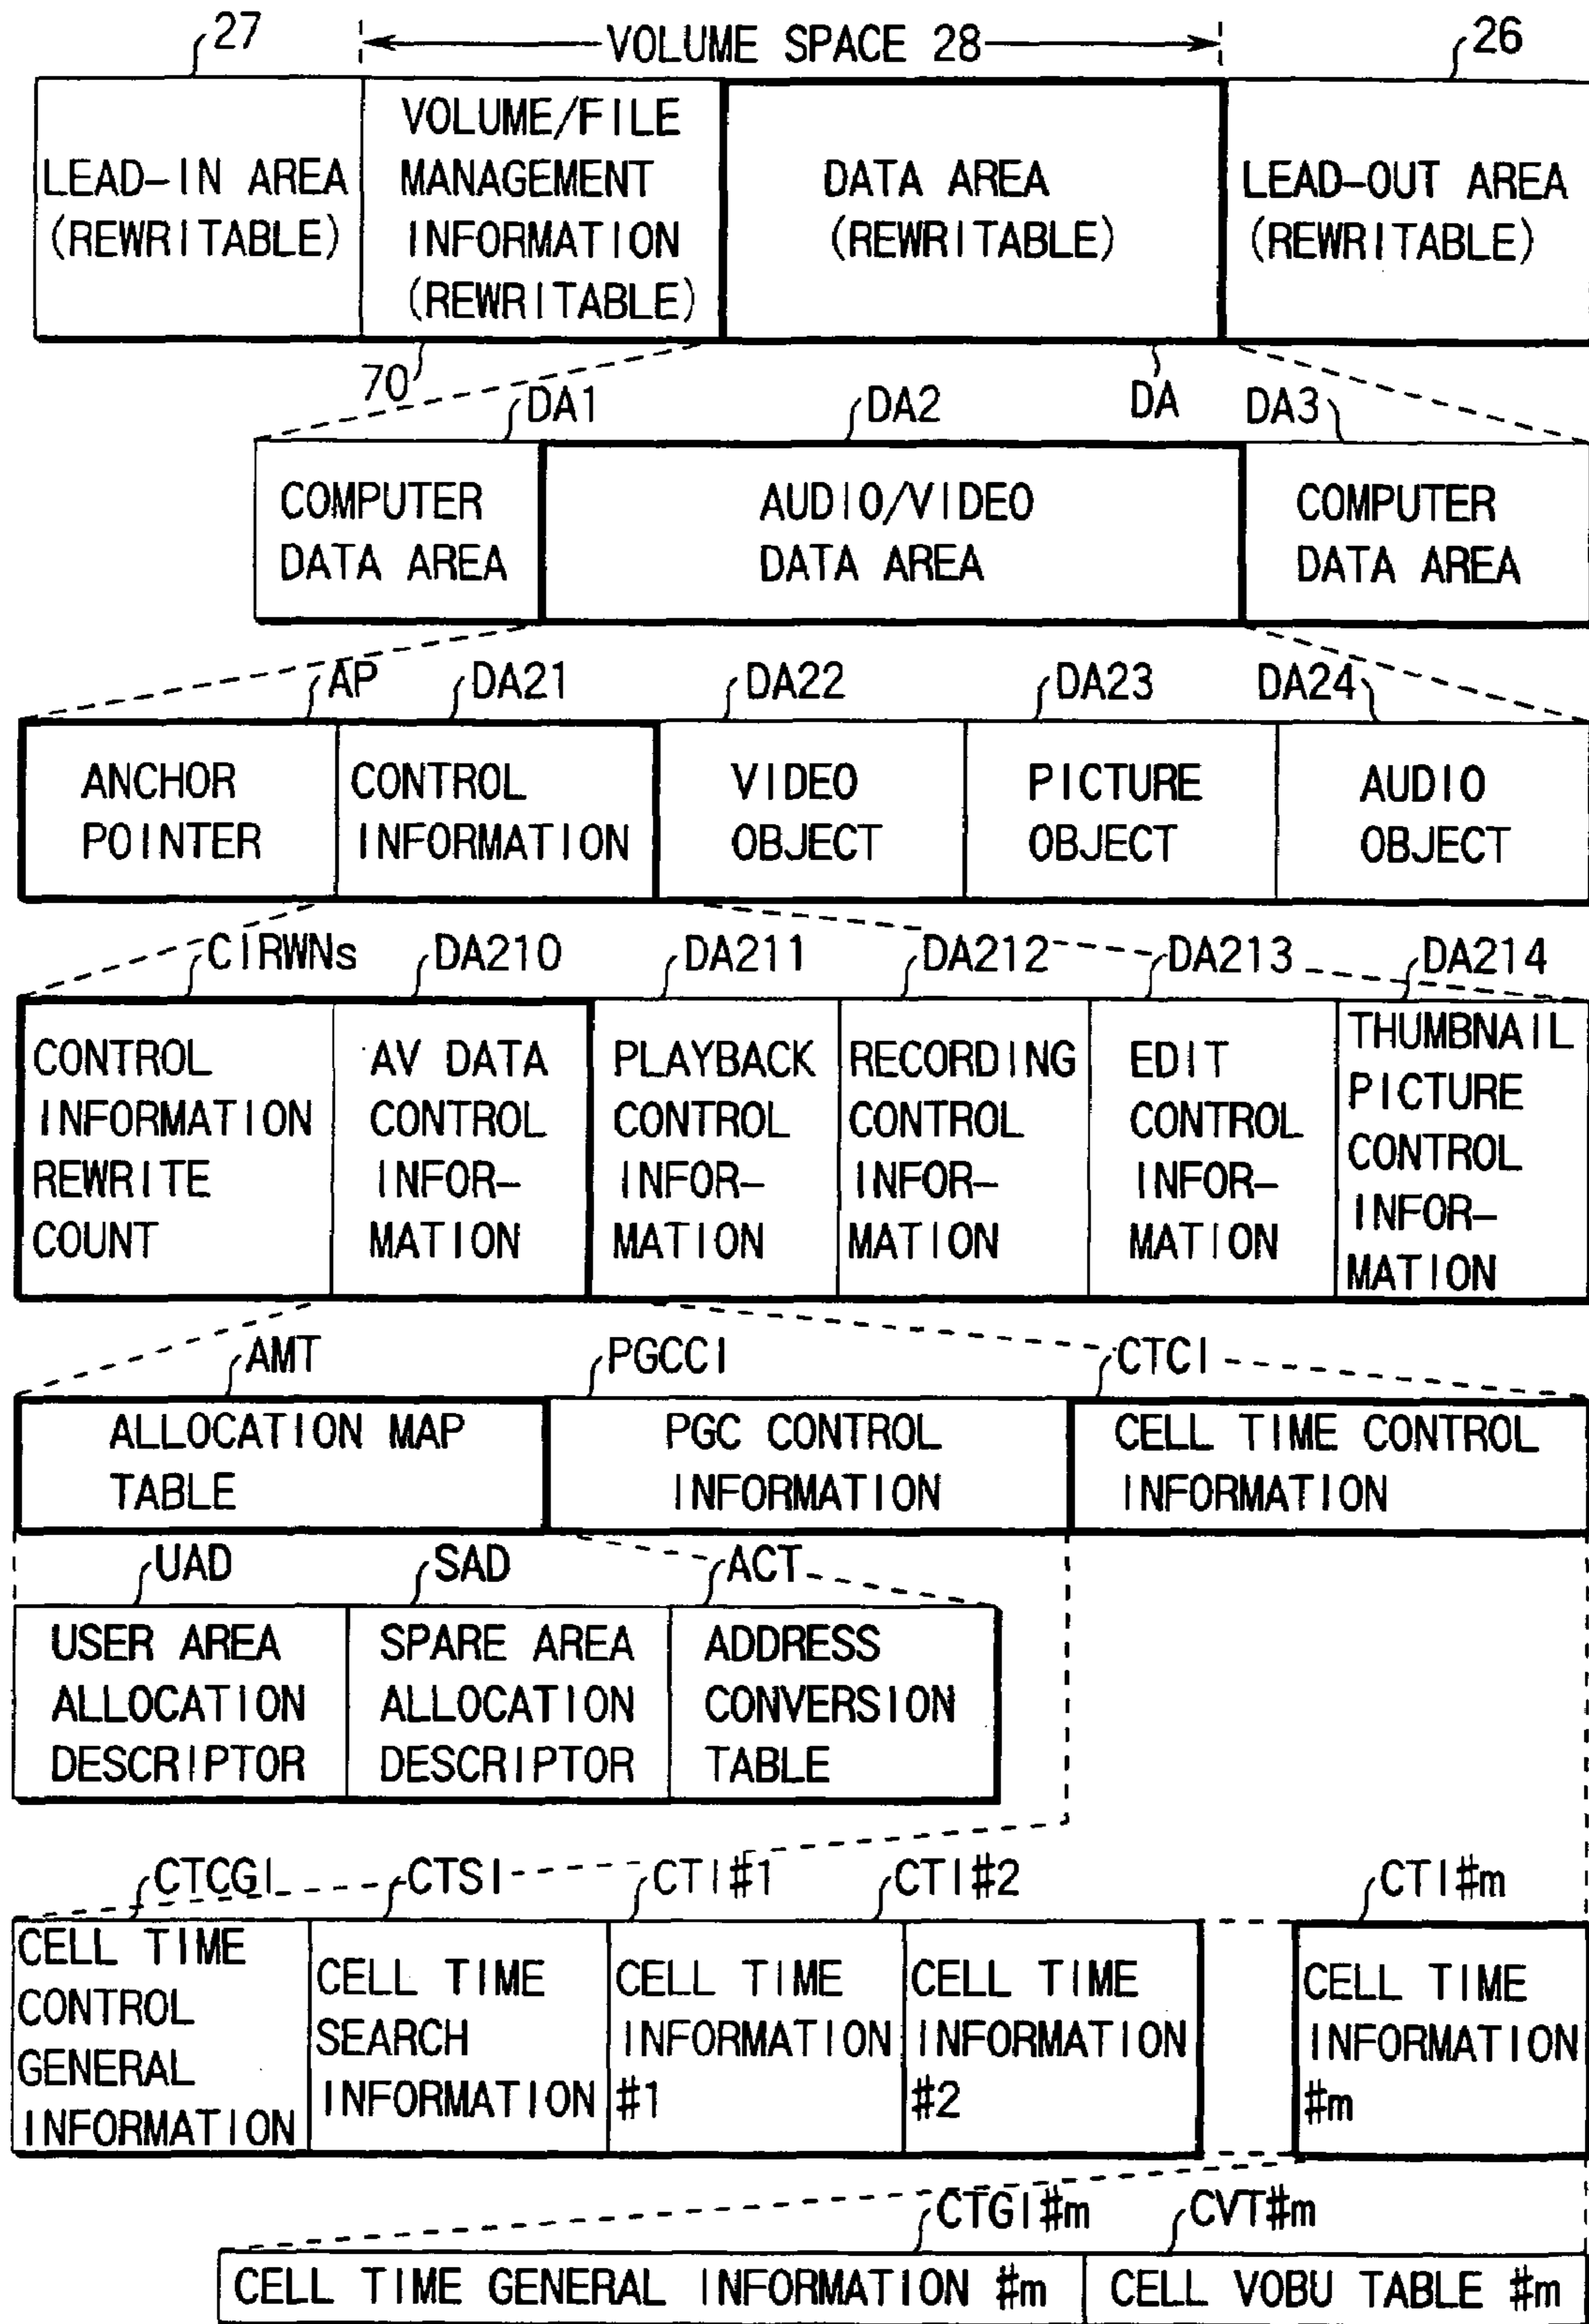 27
VOLUME SPACE 28
26
LEAD-IN AREA
(REWRITABLE)
VOLUME/FILE
MANAGEMENT
INFORMATION
(REWRITABLE)
DATA AREA
(REWRITABLE)
LEAD-OUT AREA
(REWRITABLE)
70
DA1
DA2
DA
DA3
COMPUTER
DATA AREA
AUDIO/VIDEO
DATA AREA
COMPUTER
DATA AREA
AP
DA21
DA22
DA23
DA24
ANCHOR
POINTER
CONTROL
INFORMATION
VIDEO
OBJECT
PICTURE
OBJECT
AUDIO
OBJECT
CIRWNs
DA210
DA211
DA212
DA213
DA214
CONTROL
INFORMATION
REWRITE
COUNT
AV DATA
CONTROL
INFOR-
MATION
PLAYBACK
CONTROL
INFOR-
MATION
RECORDING
CONTROL
INFOR-
MATION
EDIT
CONTROL
INFOR-
MATION
THUMBNAIL
PICTURE
CONTROL
INFOR-
MATION
AMT
PGCCI
CTCI
ALLOCATION MAP
TABLE
PGC CONTROL
INFORMATION
CELL TIME CONTROL
INFORMATION
UAD
SAD
ACT
USER AREA
ALLOCATION
DESCRIPTOR
SPARE AREA
ALLOCATION
DESCRIPTOR
ADDRESS
CONVERSION
TABLE
CTCGI
CTSI
CTI#1
CTI#2
CTI#m
CELL TIME
CONTROL
GENERAL
INFORMATION
CELL TIME
SEARCH
INFORMATION
CELL TIME
INFORMATION
#1
CELL TIME
INFORMATION
#2
CELL TIME
INFORMATION
#m
CTGI#m
CVT#m
CELL TIME GENERAL INFORMATION #m
CELL VOBU TABLE #m